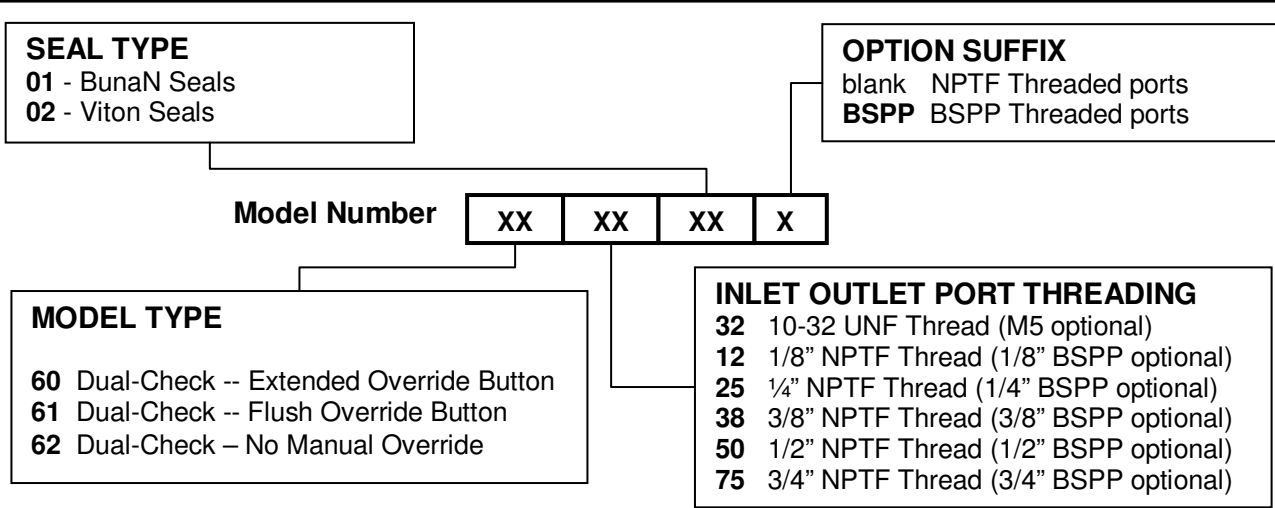 SEAL TYPE
01 - BunaN Seals
02 - Viton Seals
OPTION SUFFIX
blank NPTF Threaded ports
BSPP BSPP Threaded ports
Model Number XX XX XX X
MODEL TYPE
60 Dual-Check -- Extended Override Button
61 Dual-Check -- Flush Override Button
62 Dual-Check – No Manual Override
INLET OUTLET PORT THREADING
32 10-32 UNF Thread (M5 optional)
12 1/8” NPTF Thread (1/8” BSPP optional)
25 ¼” NPTF Thread (1/4” BSPP optional)
38 3/8” NPTF Thread (3/8” BSPP optional)
50 1/2” NPTF Thread (1/2” BSPP optional)
75 3/4” NPTF Thread (3/4” BSPP optional)